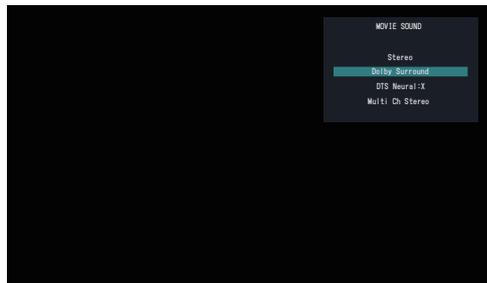 MOVIE SOUND
Stereo
Dolby Surround
DTS Neural:X
Multi Ch Stereo